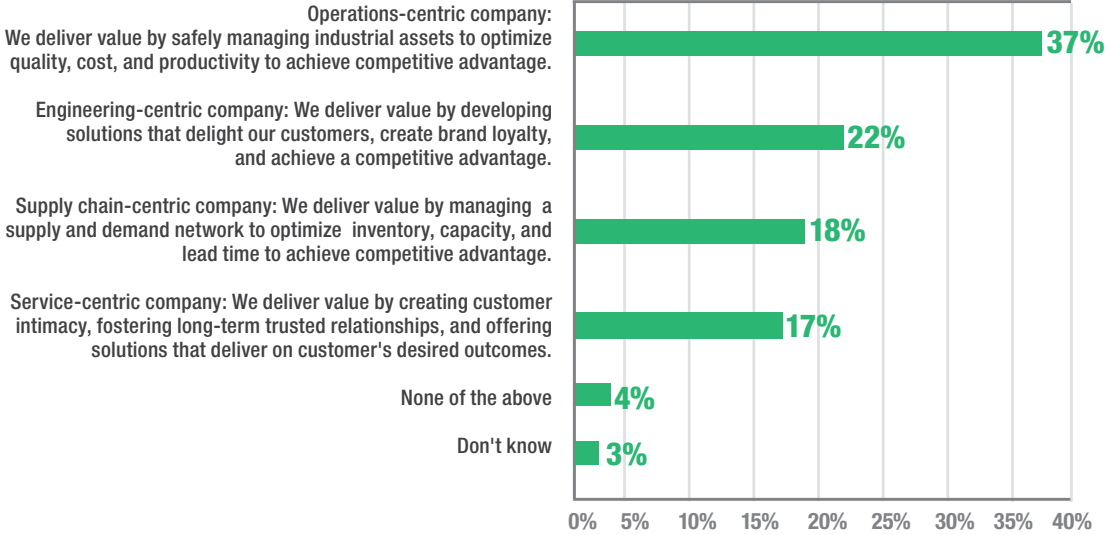 Operations-centric company:
We deliver value by safely managing industrial assets to optimize
quality, cost, and productivity to achieve competitive advantage.
37%
Engineering-centric company: We deliver value by developing
solutions that delight our customers, create brand loyalty,
and achieve a competitive advantage.
22%
Supply chain-centric company: We deliver value by managing a
supply and demand network to optimize inventory, capacity, and
lead time to achieve competitive advantage.
18%
Service-centric company: We deliver value by creating customer
intimacy, fostering long-term trusted relationships, and offering
solutions that deliver on customer's desired outcomes.
17%
None of the above
4%
Don't know
3%
0% 5% 10% 15% 20% 25% 30% 35% 40%